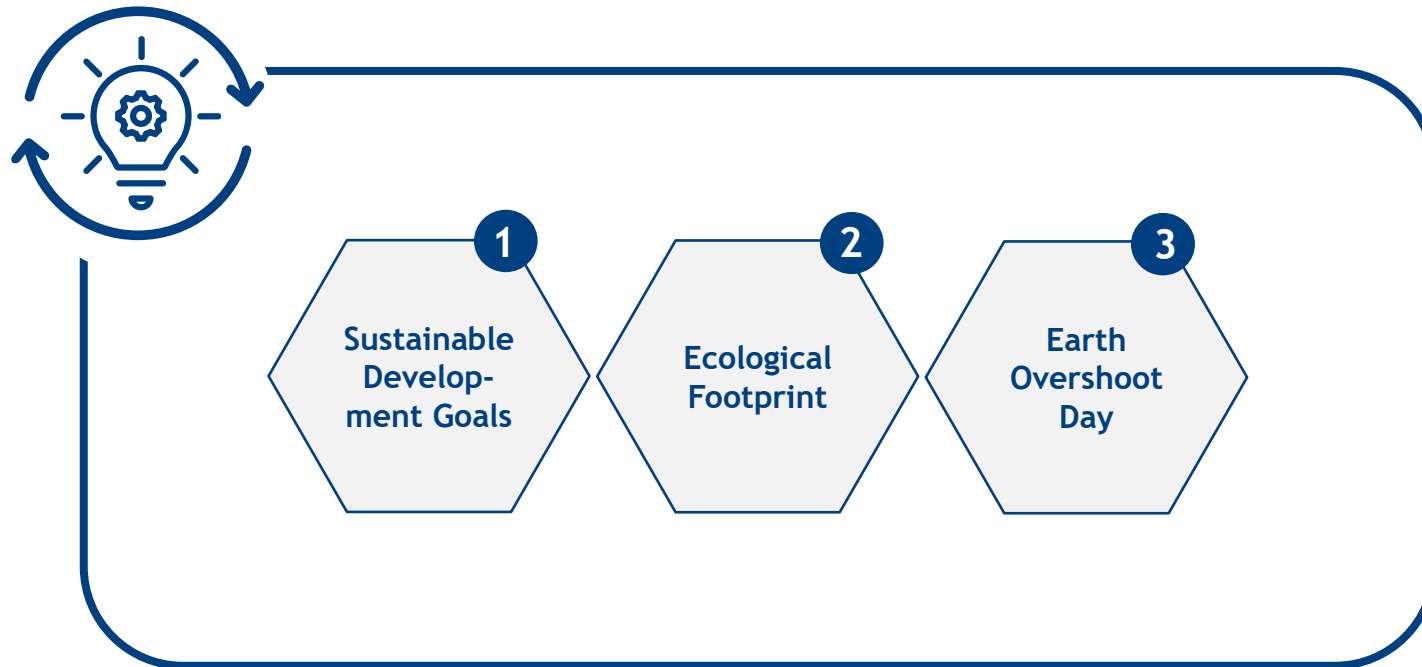 1
Sustainable
Develop-
ment Goals
2
Ecological
Footprint
3
Earth
Overshoot
Day